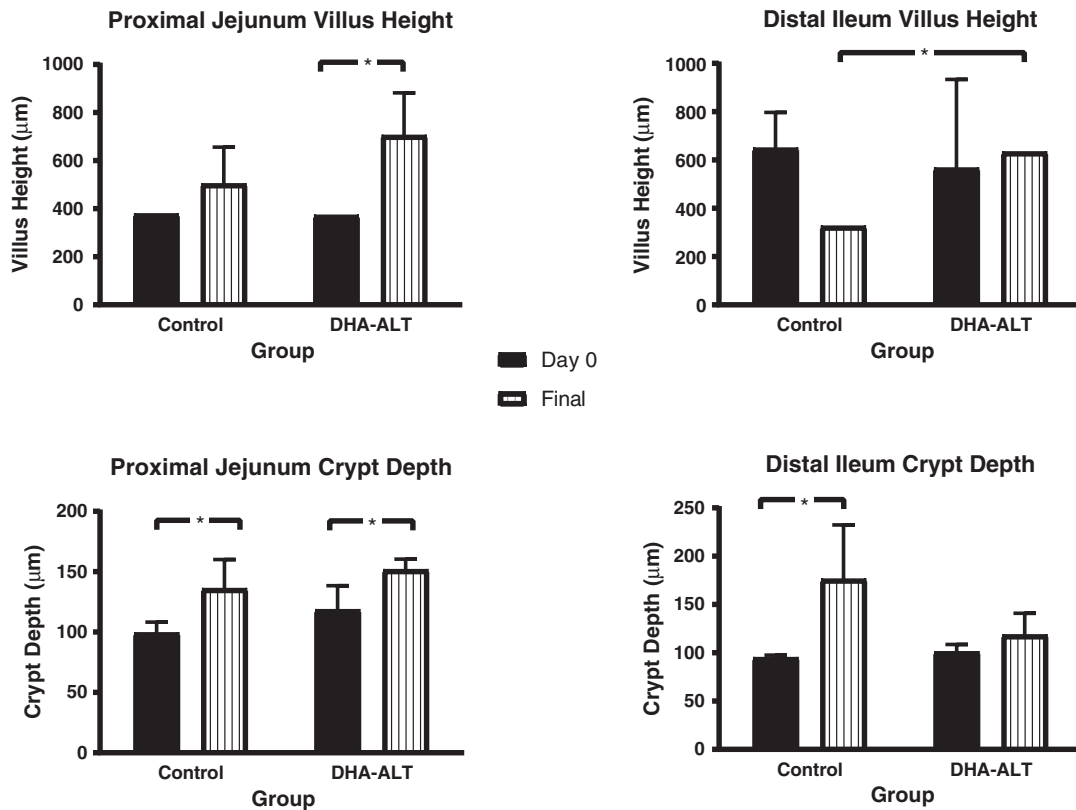 Proximal Jejunum Villus Height
Villus Height (μm)
1000
800
600
400
200
0
*
Control
DHA-ALT
Group
Distal Ileum Villus Height
Villus Height (μm)
1000
800
600
400
200
0
*
Control
DHA-ALT
Group
Day 0
Final
Proximal Jejunum Crypt Depth
Crypt Depth (μm)
200
150
100
50
0
*
*
Control
DHA-ALT
Group
Distal Ileum Crypt Depth
Crypt Depth (μm)
250
200
150
100
50
0
*
Control
DHA-ALT
Group